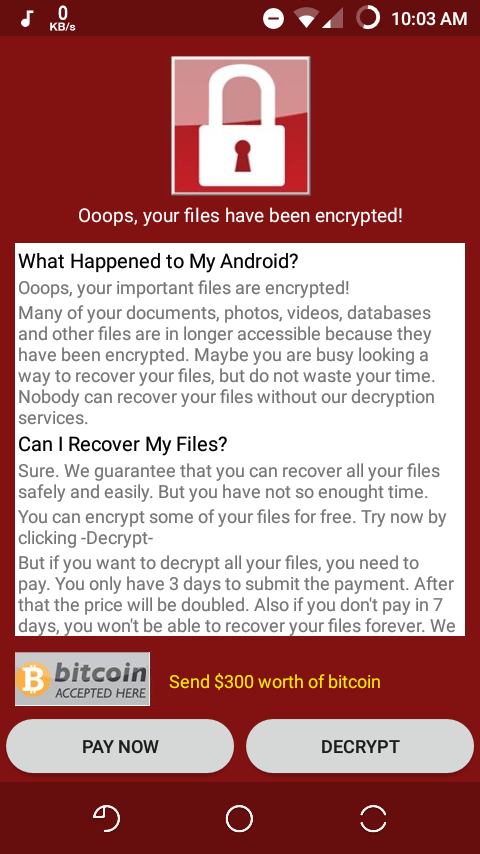 0
KB/s
10:03 AM
Ooops, your files have been encrypted!
What Happened to My Android?
Ooops, your important files are encrypted!
Many of your documents, photos, videos, databases
and other files are in longer accessible because they
have been encrypted. Maybe you are busy looking a
way to recover your files, but do not waste your time.
Nobody can recover your files without our decryption
services.
Can I Recover My Files?
Sure. We guarantee that you can recover all your files
safely and easily. But you have not so enought time.
You can encrypt some of your files for free. Try now by
clicking -Decrypt-
But if you want to decrypt all your files, you need to
pay. You only have 3 days to submit the payment. After
that the price will be doubled. Also if you don't pay in 7
days, you won't be able to recover your files forever. We
bitcoin
ACCEPTED HERE
Send $300 worth of bitcoin
PAY NOW
DECRYPT